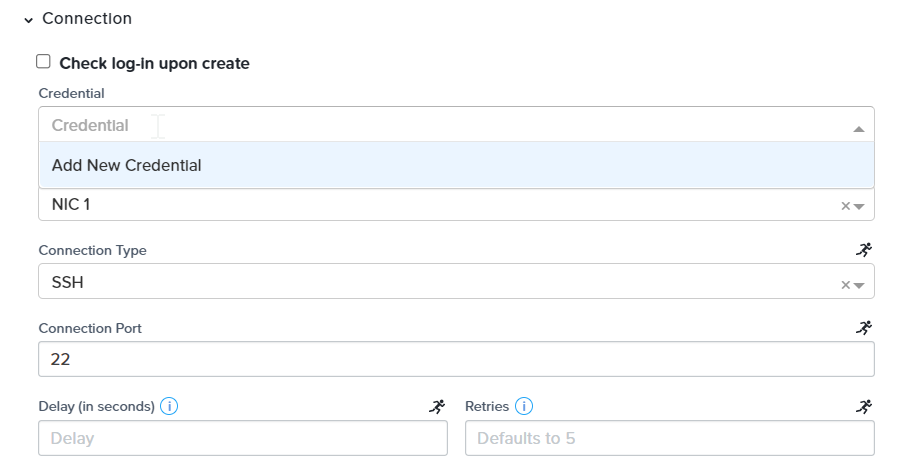 Connection
Check log-in upon create
Credential
Credential
Add New Credential
NIC 1
Connection Type
SSH
Connection Port
22
Delay (in seconds) i Retries i
Delay Defaults to 5